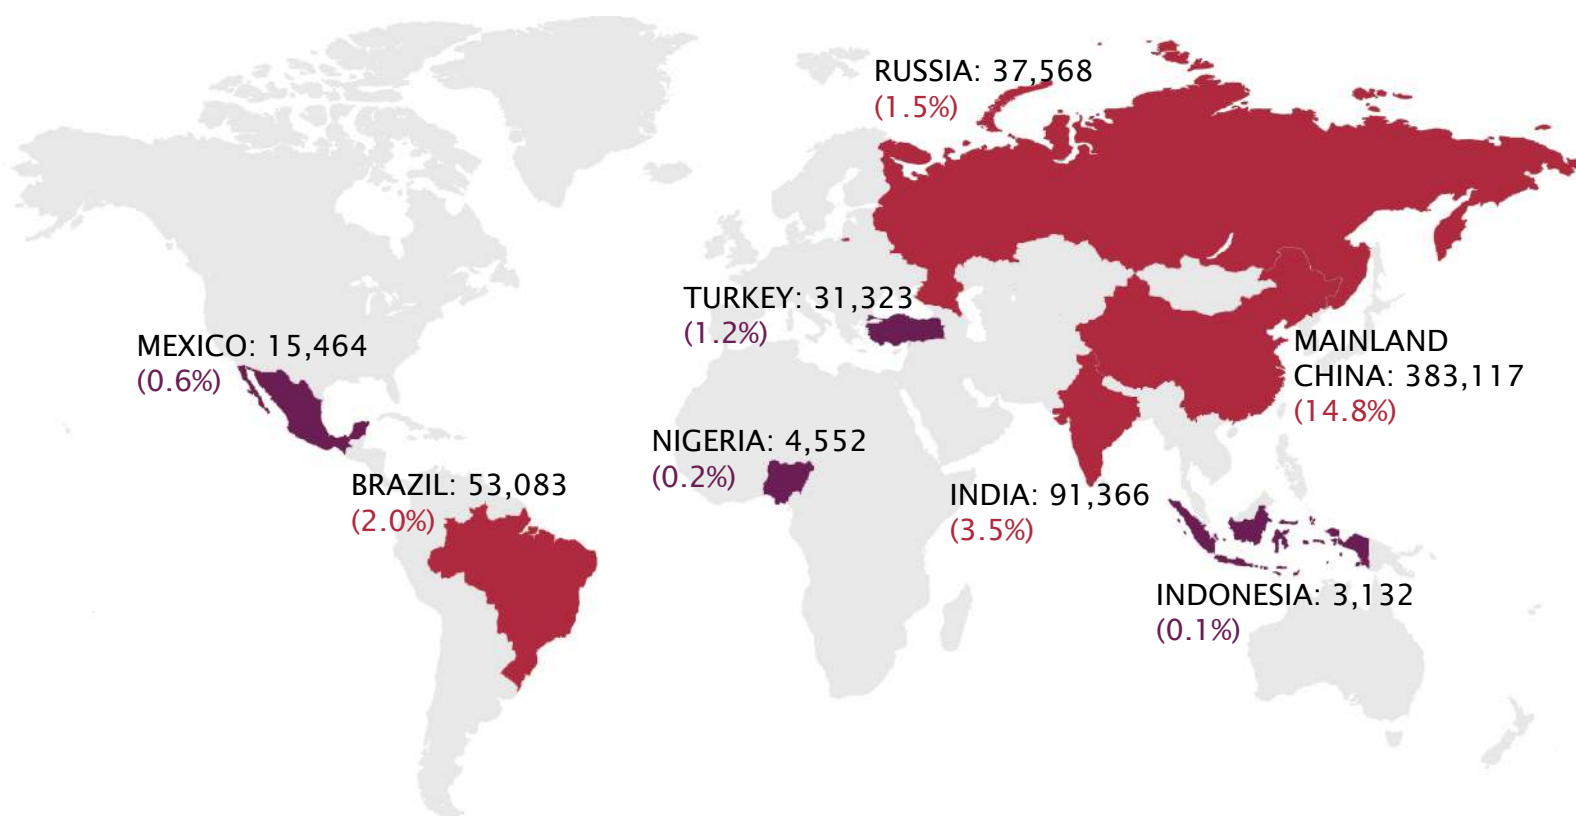 RUSSIA: 37,568
(1.5%)
TURKEY: 31,323
(1.2%)
MEXICO: 15,464
(0.6%)
MAINLAND
CHINA: 383,117
(14.8%)
NIGERIA: 4,552
(0.2%)
BRAZIL: 53,083
(2.0%)
INDIA: 91,366
(3.5%)
INDONESIA: 3,132
(0.1%)